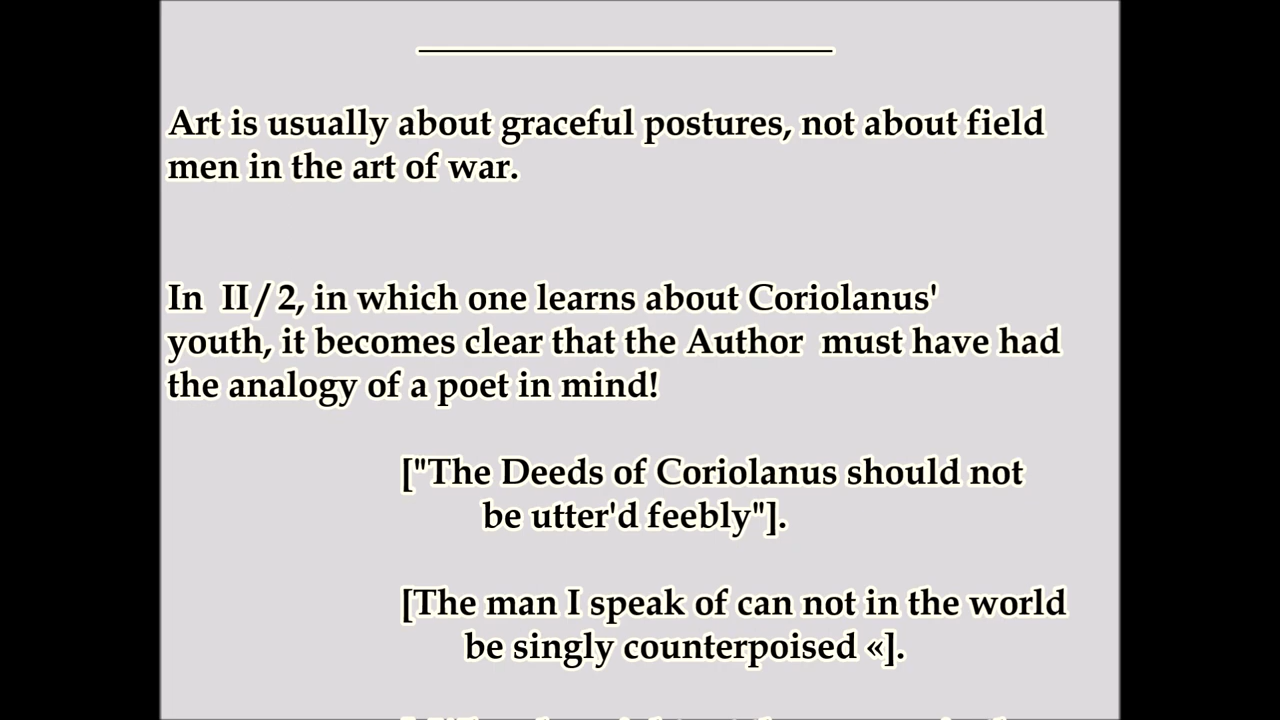 Art is usually about graceful postures, not about field
men in the art of war.
In II / 2, in which one learns about Coriolanus'
youth, it becomes clear that the Author must have had
the analogy of a poet in mind!
["The Deeds of Coriolanus should not
be utter'd feebly"].
[The man I speak of can not in the world
be singly counterpoised «].